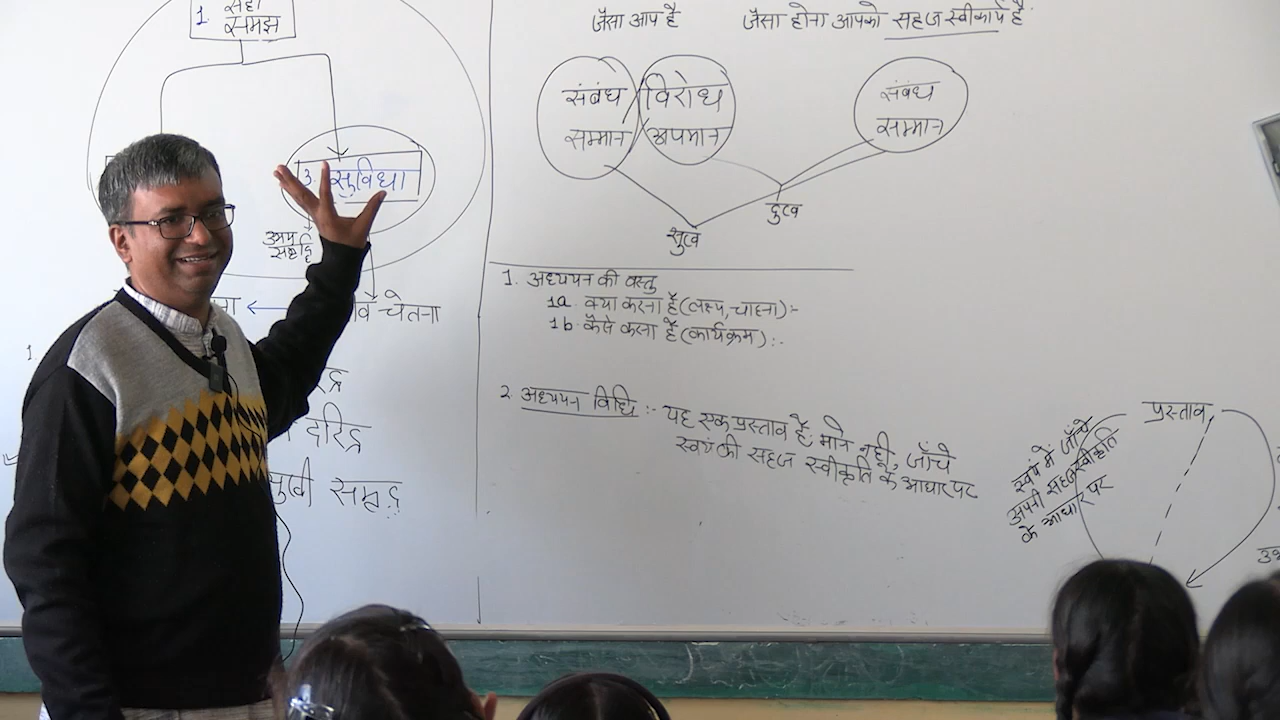 1. सही
समझ
3. सुविधा
चेतना
दरिद्र
सुखी समृद्ध
जैसा आप है
जैसा होना आपको सहज स्वीकार्य है
संबंध
सम्मान
विरोध
अपमान
संबंध
सम्मान
दुख
सुख
1. अध्ययन की वस्तु
1a. क्या करना है (लक्ष्य, चाहना) :-
1b. कैसे करना है (कार्यक्रम) :-
2 अध्ययन विधि :- यह एक प्रस्ताव है, माने नहीं, जाँचे
स्वयं की सहज स्वीकृति के आधार पर
प्रस्ताव
स्वयं में जाँचे
अपनी सहज स्वीकृति
के आधार पर